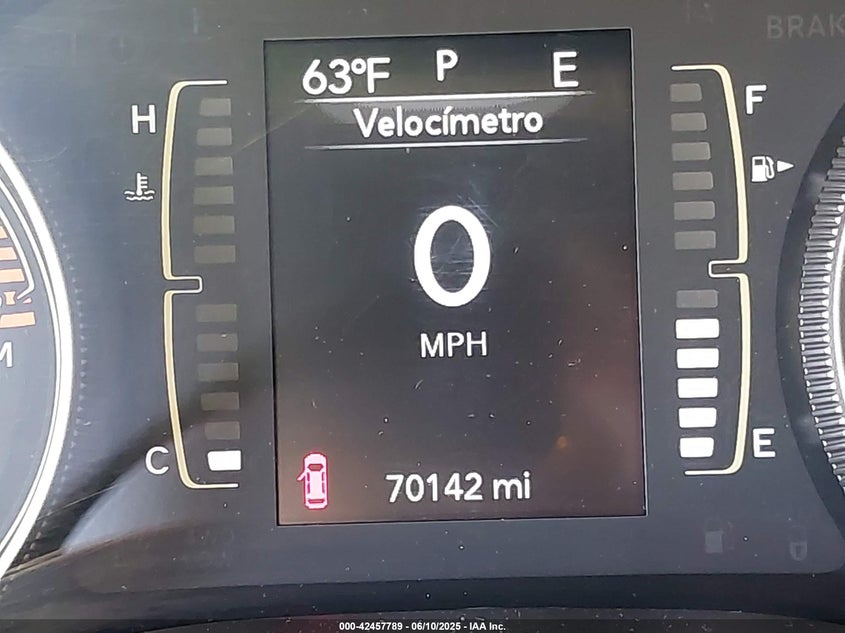 BRAK
63°F P E
Velocímetro
H F
0
MPH
C E
70142 mi
M
000-42457789 - 06/10/2025 - IAA Inc.